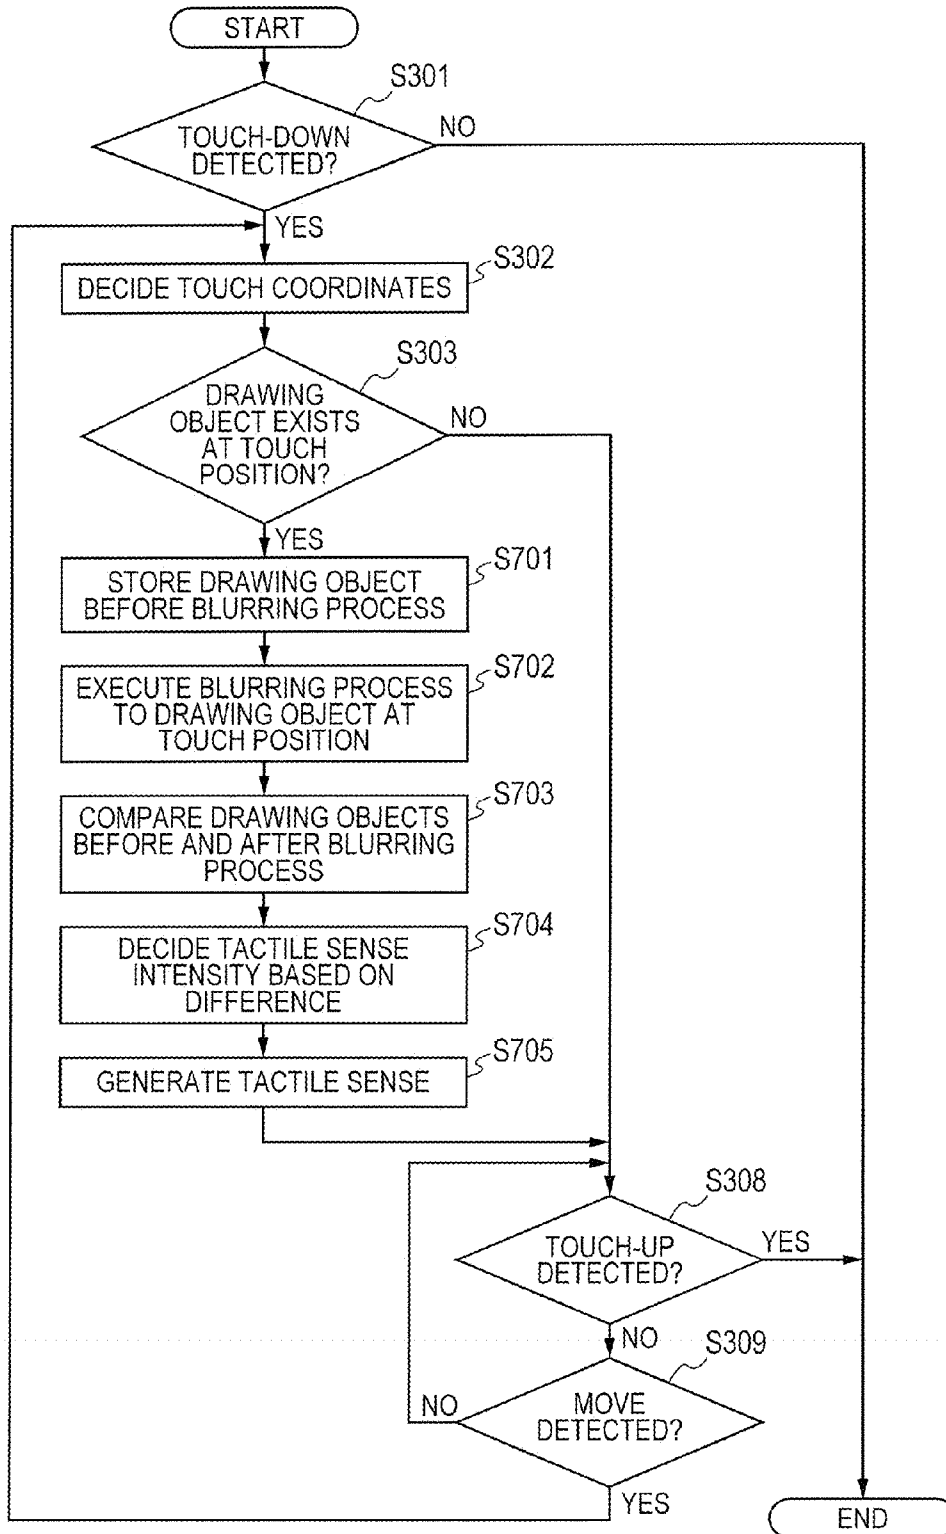 START
S301
TOUCH-DOWN
DETECTED?
NO
YES
S302
DECIDE TOUCH COORDINATES
S303
DRAWING
OBJECT EXISTS
AT TOUCH
POSITION?
NO
YES
S701
STORE DRAWING OBJECT
BEFORE BLURRING PROCESS
S702
EXECUTE BLURRING PROCESS
TO DRAWING OBJECT AT
TOUCH POSITION
S703
COMPARE DRAWING OBJECTS
BEFORE AND AFTER BLURRING
PROCESS
S704
DECIDE TACTILE SENSE
INTENSITY BASED ON
DIFFERENCE
S705
GENERATE TACTILE SENSE
S308
TOUCH-UP
DETECTED?
YES
NO
S309
MOVE
DETECTED?
NO
YES
END